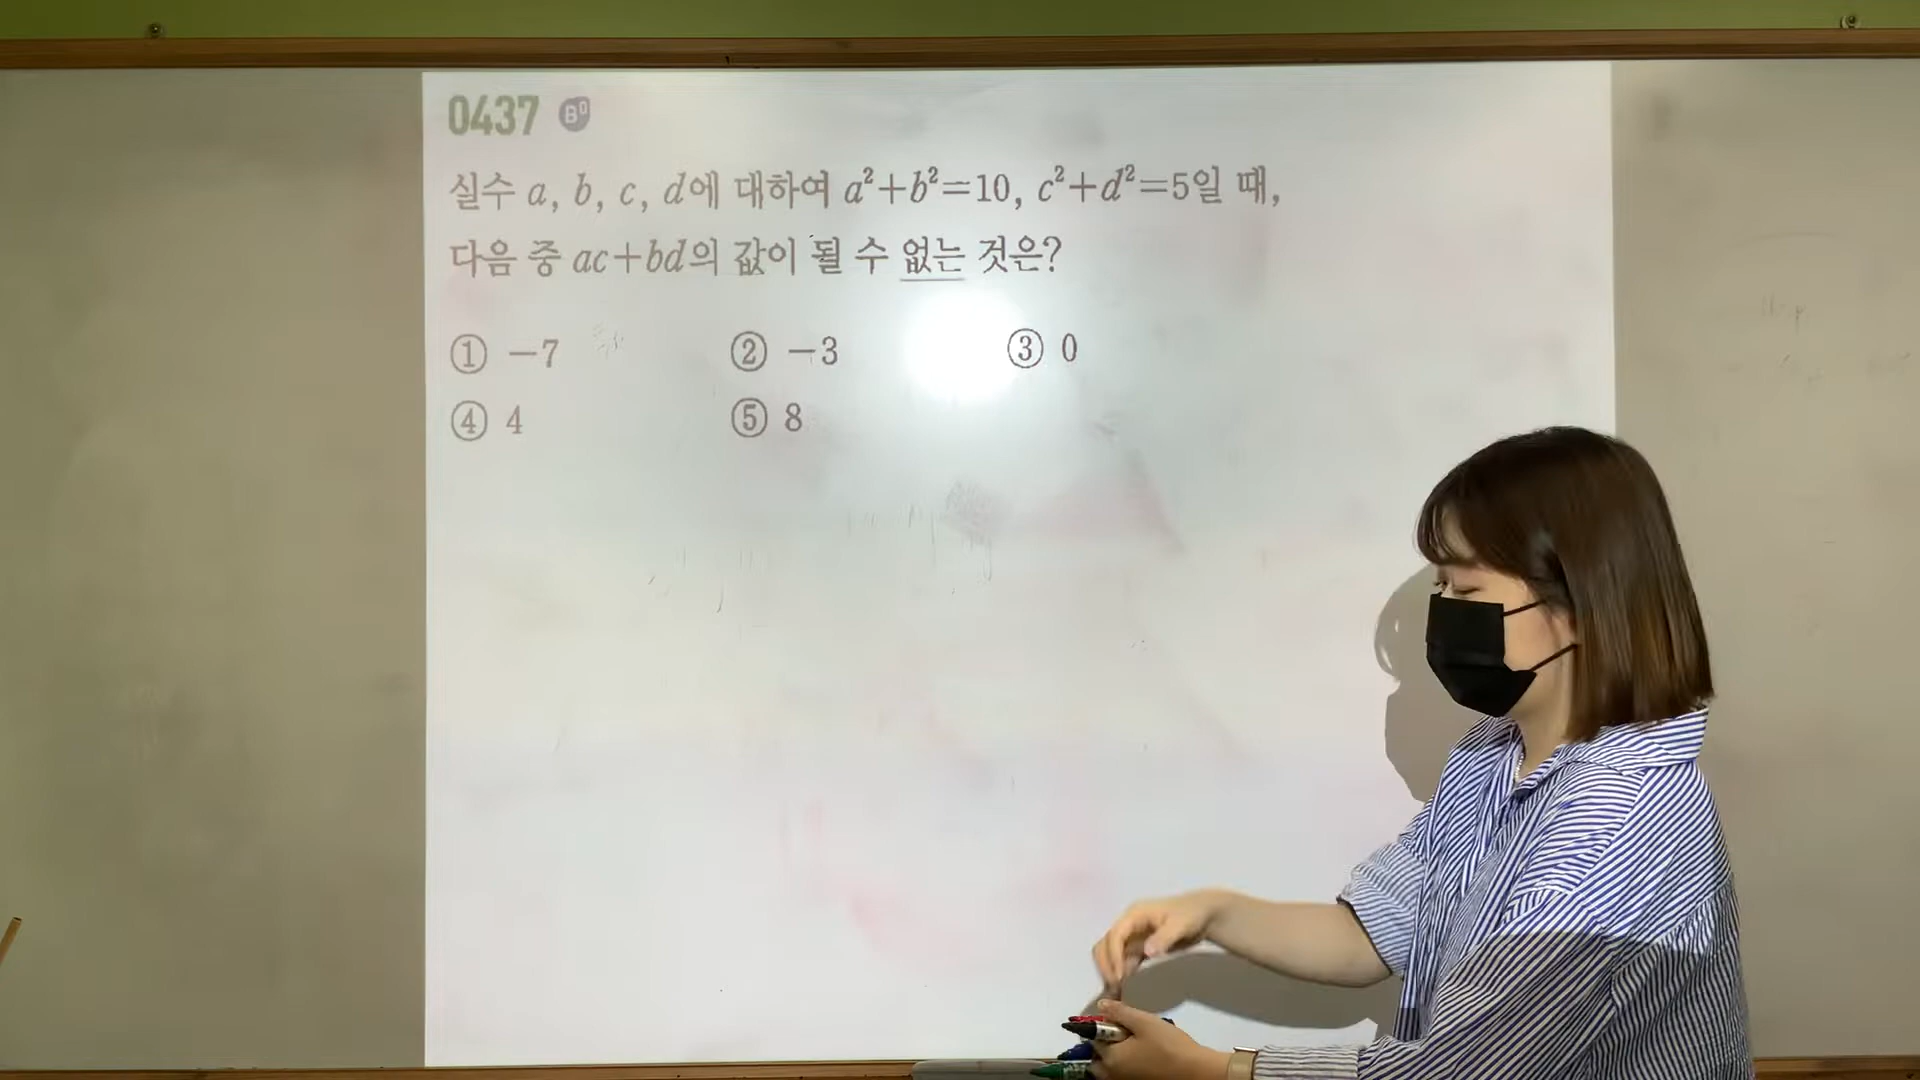 0437 B⁰
실수 a, b, c, d에 대하여 a²+b²=10, c²+d²=5일 때,
다음 중 ac+bd의 값이 될 수 없는 것은?
① −7 ② −3 ③ 0
④ 4 ⑤ 8